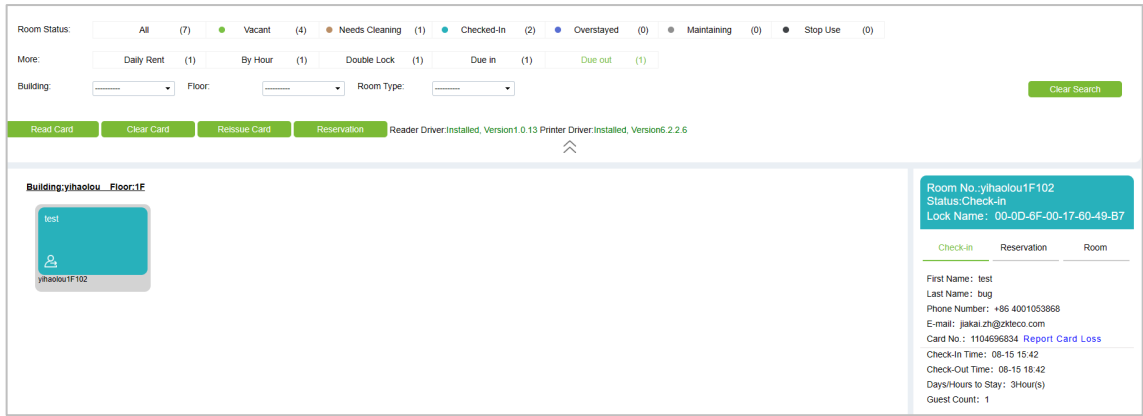 Room Status: All (7) Vacant (4) Needs Cleaning (1) Checked-In (2) Overstayed (0) Maintaining (0) Stop Use (0)
More: Daily Rent (1) By Hour (1) Double Lock (1) Due in (1) Due out (1)
Building: ---------- Floor: ---------- Room Type: ---------- Clear Search
Read Card Clear Card Reissue Card Reservation Reader Driver:Installed, Version1.0.13 Printer Driver:Installed, Version6.2.2.6
Building:yihaolou Floor:1F
test
yihaolou1F102
Room No.:yihaolou1F102
Status:Check-in
Lock Name: 00-0D-6F-00-17-60-49-B7
Check-in Reservation Room
First Name: test
Last Name: bug
Phone Number: +86 4001053868
E-mail: jiakai.zh@zkteco.com
Card No.: 1104696834 Report Card Loss
Check-In Time: 08-15 15:42
Check-Out Time: 08-15 18:42
Days/Hours to Stay: 3Hour(s)
Guest Count: 1